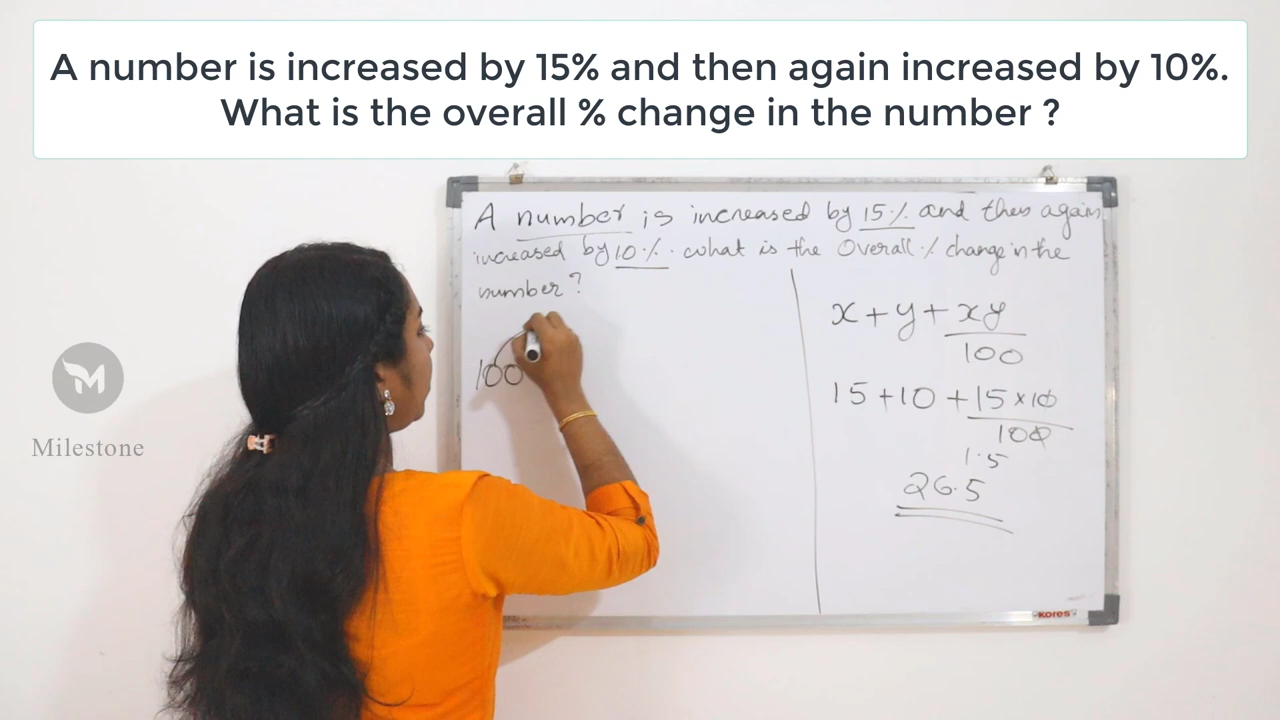 A number is increased by 15% and then again increased by 10%.
What is the overall % change in the number ?
A number is increased by 15% and then again
increased by 10%. what is the Overall % change in the
number?
100
x + y + xy
100
15 + 10 + 15 × 10
100
1.5
26.5
Milestone
KORES